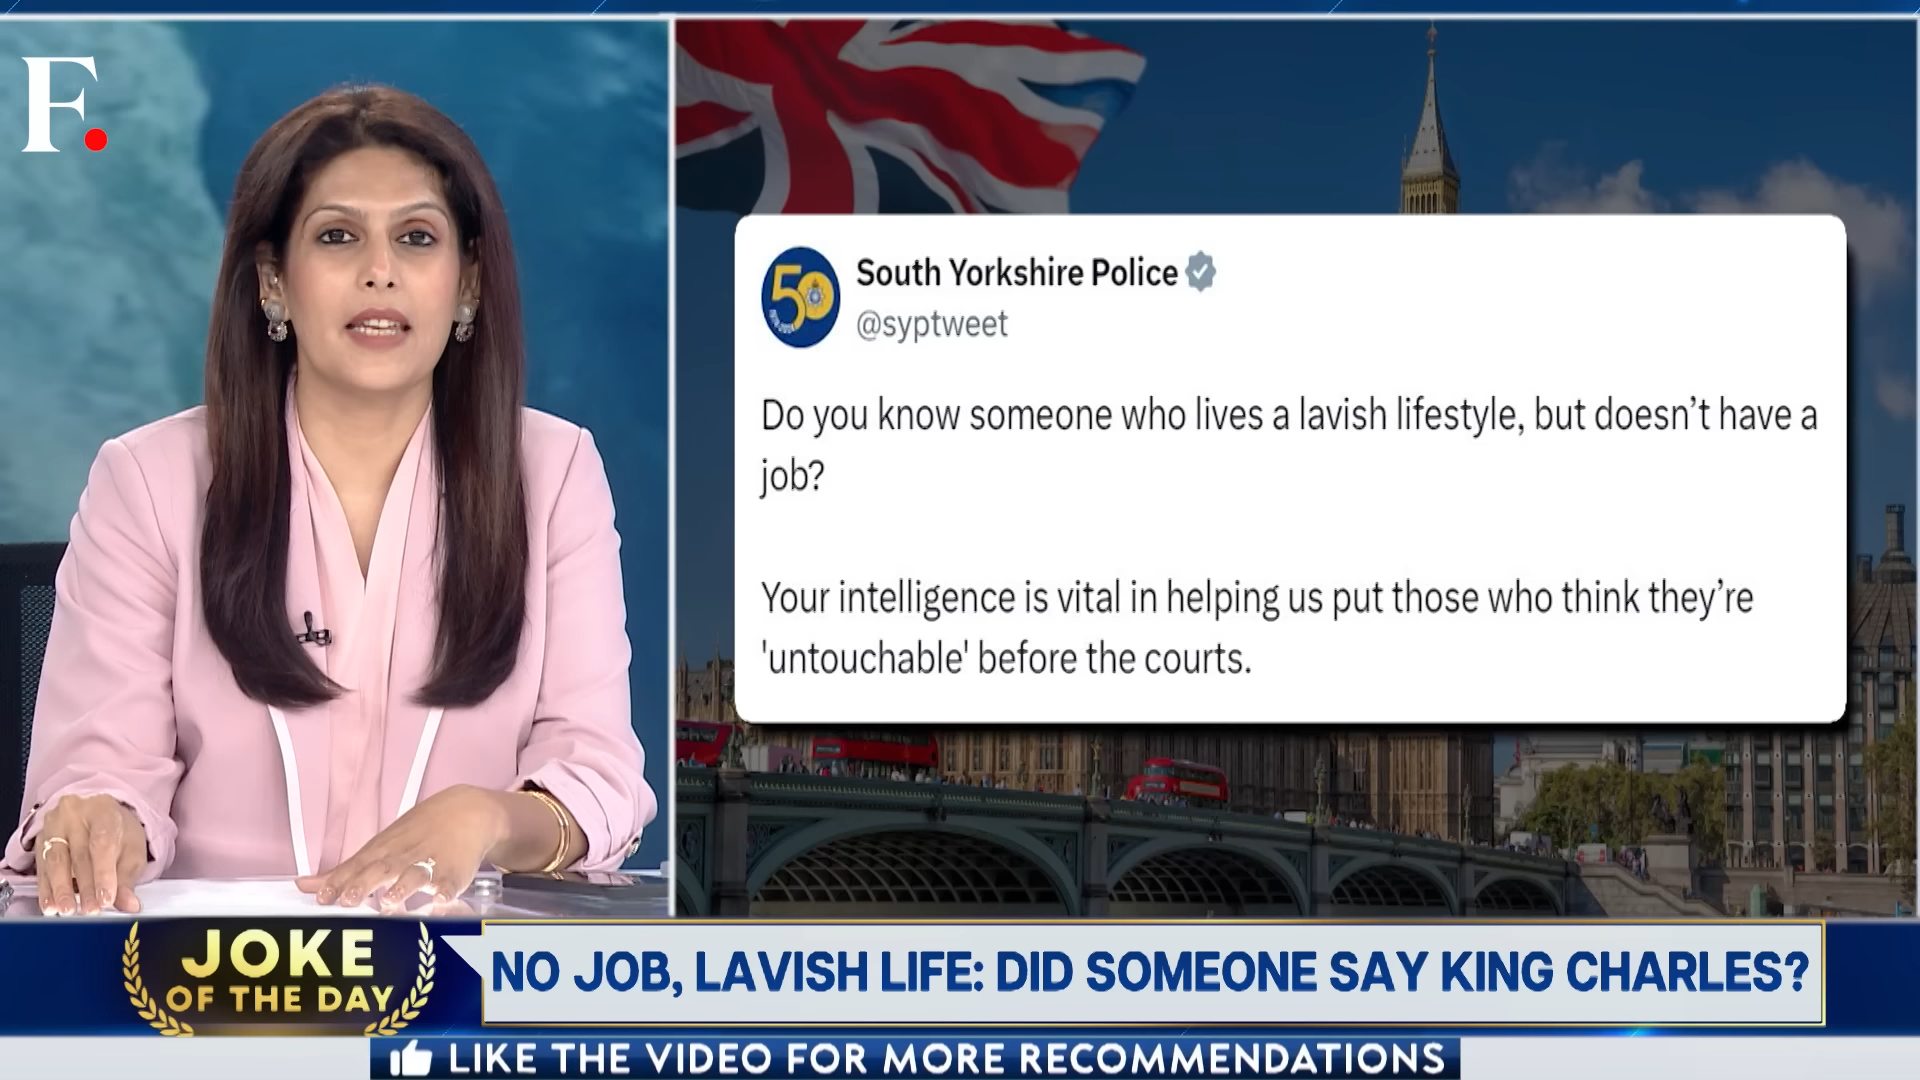 F.
50
South Yorkshire Police
@syptweet
Do you know someone who lives a lavish lifestyle, but doesn't have a
job?
Your intelligence is vital in helping us put those who think they're
'untouchable' before the courts.
JOKE
OF THE DAY
NO JOB, LAVISH LIFE: DID SOMEONE SAY KING CHARLES?
LIKE THE VIDEO FOR MORE RECOMMENDATIONS